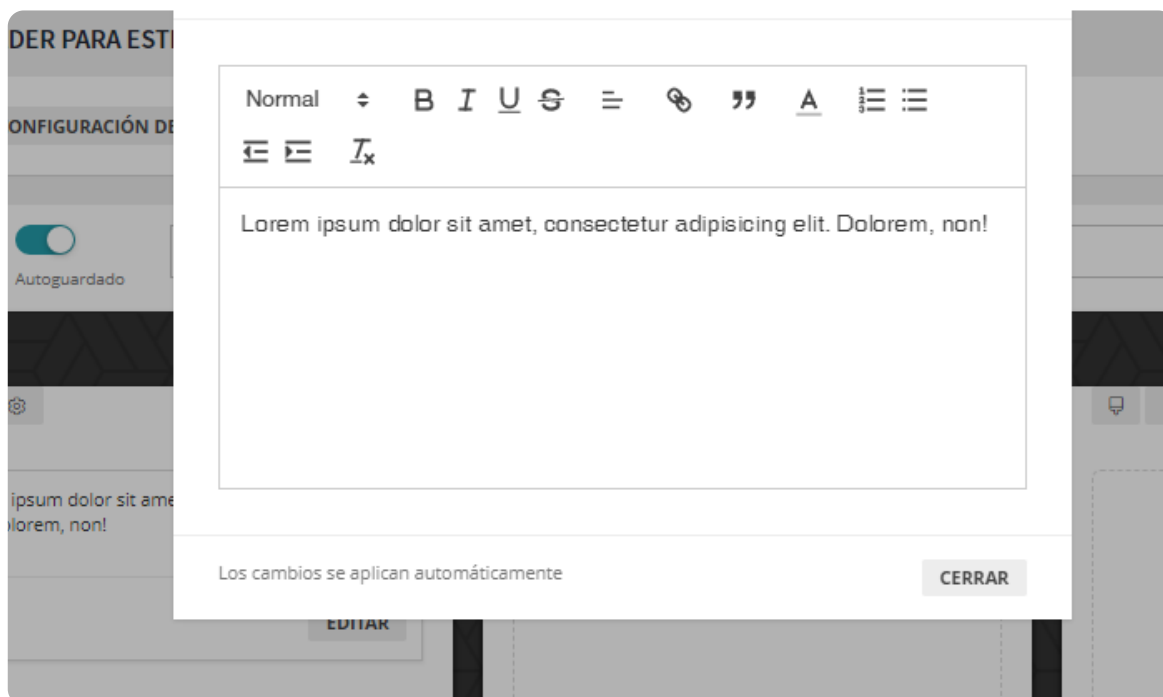 DER PARA ESTI
ONFIGURACIÓN DE
Autoguardado
Normal
B I U S A
Lorem ipsum dolor sit amet, consectetur adipisicing elit. Dolorem, non!
ipsum dolor sit ame
olorem, non!
Los cambios se aplican automáticamente
CERRAR
EDITAR